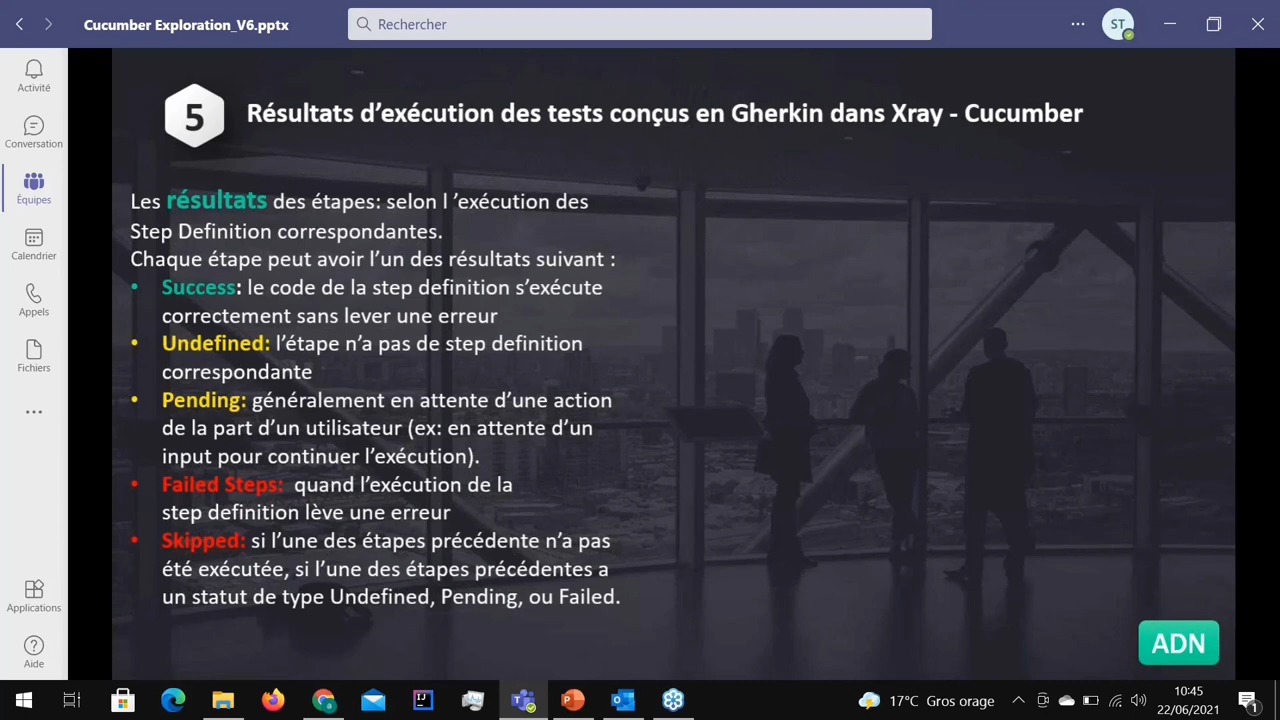 Cucumber Exploration_V6.pptx
Rechercher
ST
Activité
Conversation
Équipes
Calendrier
Appels
Fichiers
Applications
Aide
5
Résultats d’exécution des tests conçus en Gherkin dans Xray - Cucumber
Les résultats des étapes: selon l ’exécution des
Step Definition correspondantes.
Chaque étape peut avoir l’un des résultats suivant :
• Success: le code de la step definition s’exécute
correctement sans lever une erreur
• Undefined: l’étape n’a pas de step definition
correspondante
• Pending: généralement en attente d’une action
de la part d’un utilisateur (ex: en attente d’un
input pour continuer l’exécution).
• Failed Steps: quand l’exécution de la
step definition lève une erreur
• Skipped: si l’une des étapes précédente n’a pas
été exécutée, si l’une des étapes précédentes a
un statut de type Undefined, Pending, ou Failed.
ADN
17°C Gros orage
10:45
22/06/2021
1